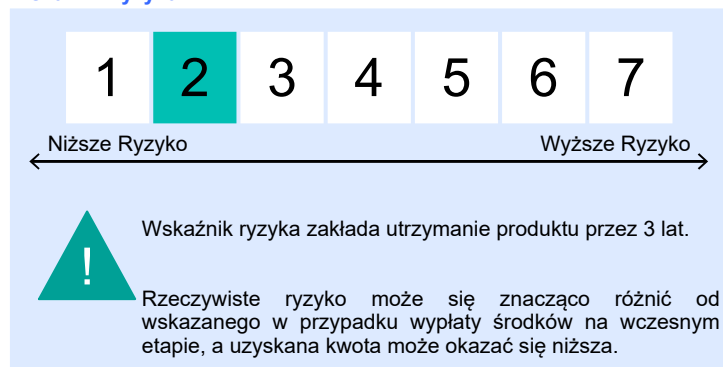 1 2 3 4 5 6 7
Niższe Ryzyko Wyższe Ryzyko
Wskaźnik ryzyka zakłada utrzymanie produktu przez 3 lat.
!
Rzeczywiste ryzyko może się znacząco różnić od
wskazanego w przypadku wypłaty środków na wczesnym
etapie, a uzyskana kwota może okazać się niższa.